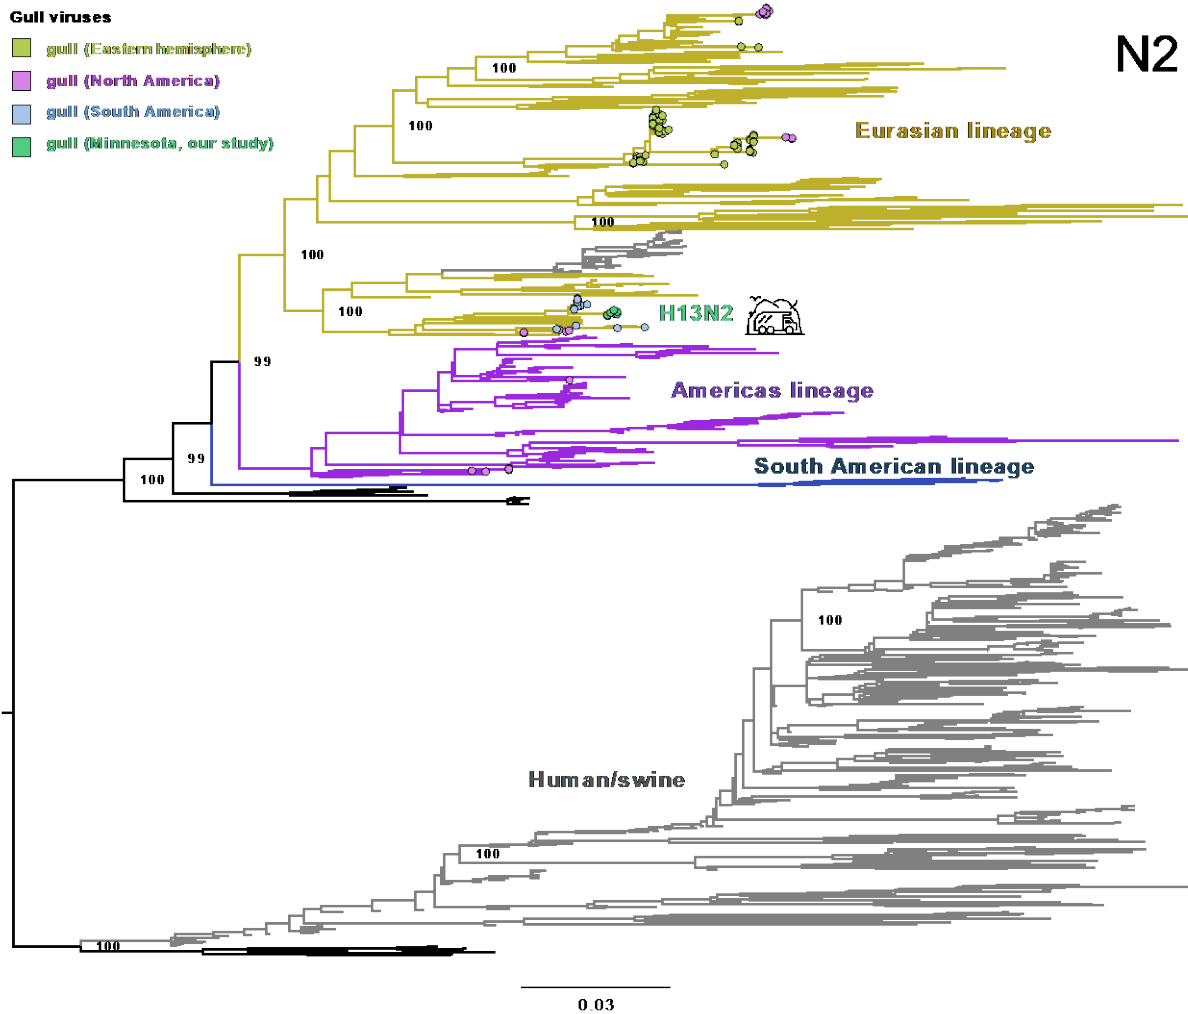 Gull viruses
gull (Eastern hemisphere)
gull (North America)
gull (South America)
gull (Minnesota, our study)
N2
100
100
Eurasian lineage
100
100
100
H13N2
99
Americas lineage
99
South American lineage
100
100
Human/swine
100
100
0.03